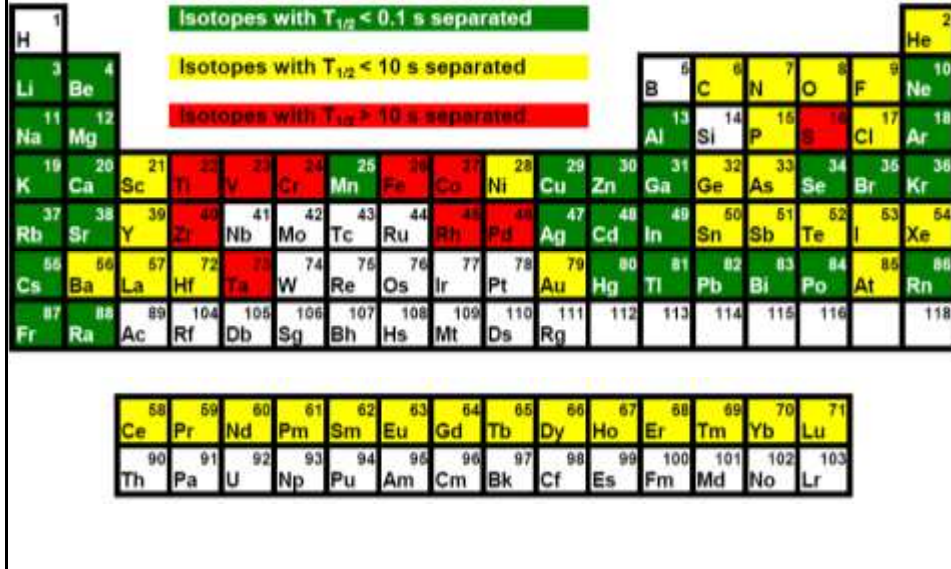 1 Isotopes with T1/2 < 0.1 s separated 2
H He
3 4 Isotopes with T1/2 < 10 s separated 5 6 7 8 9 10
Li Be B C N O F Ne
11 12 Isotopes with T1/2 > 10 s separated 13 14 15 16 17 18
Na Mg Al Si P S Cl Ar
19 20 21 22 23 24 25 26 27 28 29 30 31 32 33 34 35 36
K Ca Sc Ti V Cr Mn Fe Co Ni Cu Zn Ga Ge As Se Br Kr
37 38 39 40 41 42 43 44 45 46 47 48 49 50 51 52 53 54
Rb Sr Y Zr Nb Mo Tc Ru Rh Pd Ag Cd In Sn Sb Te I Xe
55 56 57 72 73 74 75 76 77 78 79 80 81 82 83 84 85 86
Cs Ba La Hf Ta W Re Os Ir Pt Au Hg Tl Pb Bi Po At Rn
87 88 89 104 105 106 107 108 109 110 111 112 113 114 115 116 118
Fr Ra Ac Rf Db Sg Bh Hs Mt Ds Rg
58 59 60 61 62 63 64 65 66 67 68 69 70 71
Ce Pr Nd Pm Sm Eu Gd Tb Dy Ho Er Tm Yb Lu
90 91 92 93 94 95 96 97 98 99 100 101 102 103
Th Pa U Np Pu Am Cm Bk Cf Es Fm Md No Lr